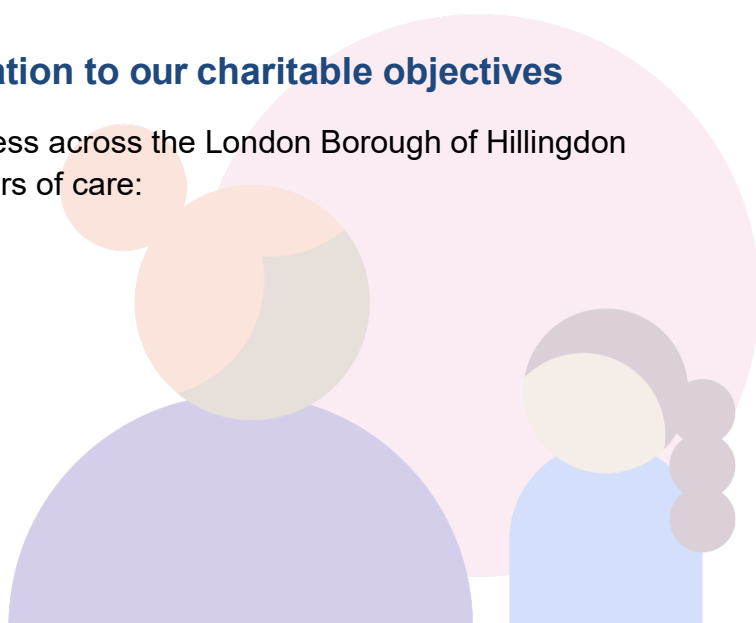 ation to our charitable objectives
ess across the London Borough of Hillingdon
rs of care: